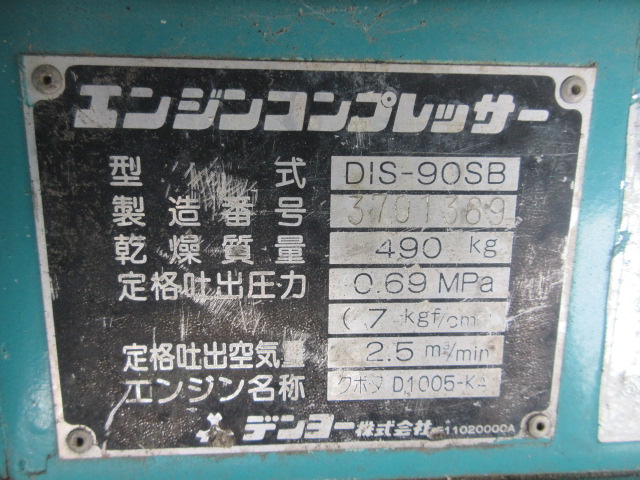 エンジンコンプレッサー
型式 DIS-90SB
製造番号 3701389
乾燥質量 490 kg
定格吐出圧力 0.69 MPa
(7 kgf/cm
定格吐出空気量 2.5 m³/min
エンジン名称 クボタ D1005-KA
デンヨー株式会社 F11020000A